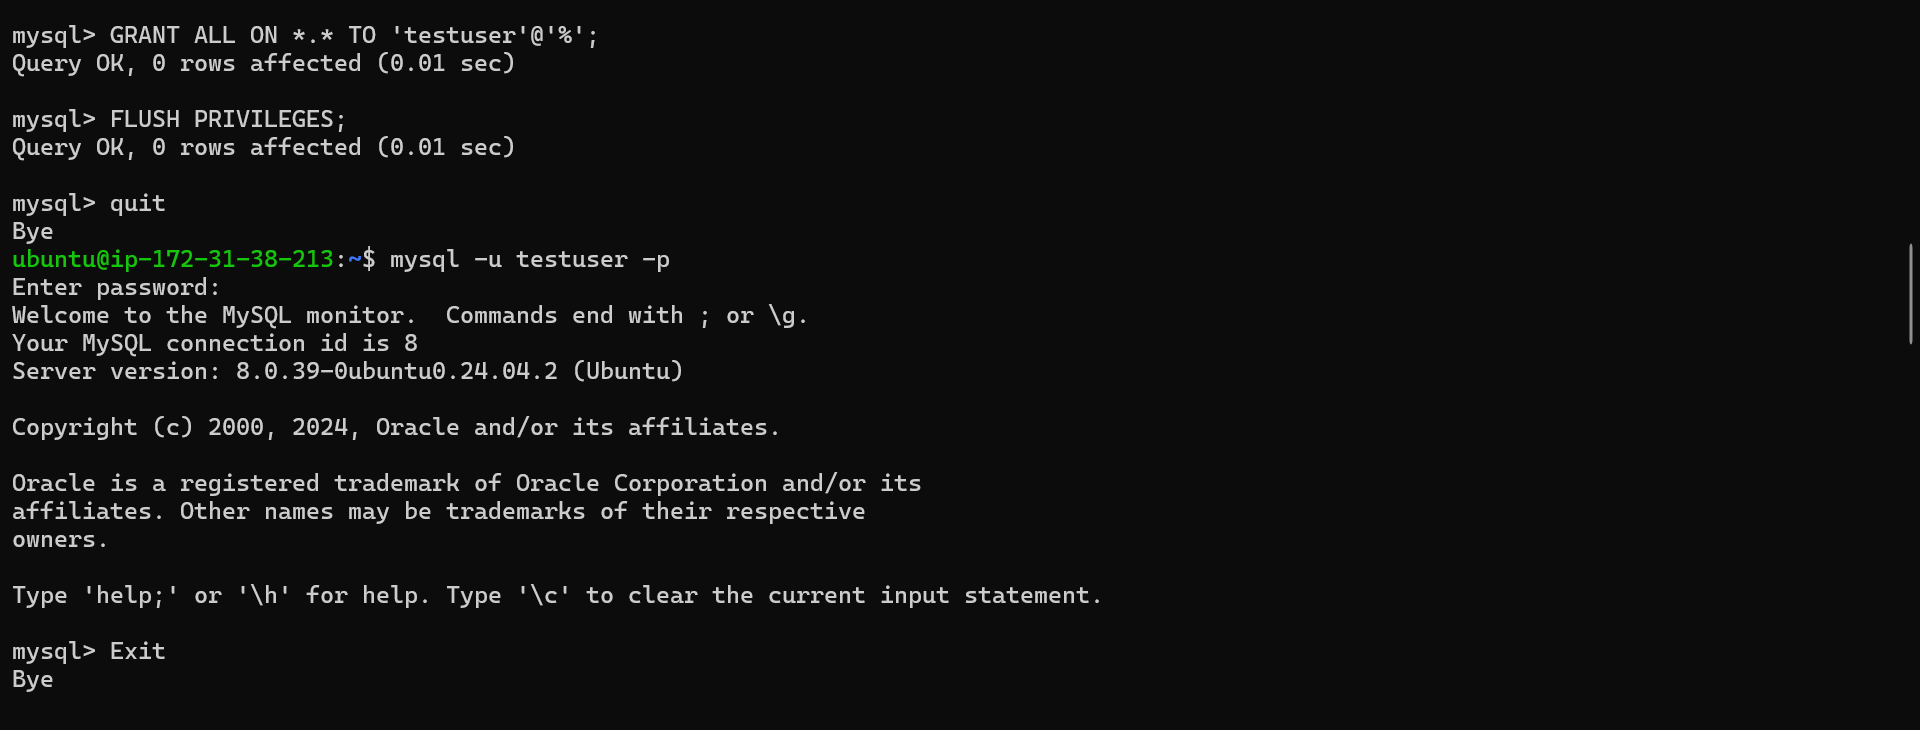 mysql> GRANT ALL ON *.* TO 'testuser'@'%';
Query OK, 0 rows affected (0.01 sec)
mysql> FLUSH PRIVILEGES;
Query OK, 0 rows affected (0.01 sec)
mysql> quit
Bye
ubuntu@ip-172-31-38-213:~$ mysql -u testuser -p
Enter password:
Welcome to the MySQL monitor.  Commands end with ; or \g.
Your MySQL connection id is 8
Server version: 8.0.39-0ubuntu0.24.04.2 (Ubuntu)
Copyright (c) 2000, 2024, Oracle and/or its affiliates.
Oracle is a registered trademark of Oracle Corporation and/or its
affiliates. Other names may be trademarks of their respective
owners.
Type 'help;' or '\h' for help. Type '\c' to clear the current input statement.
mysql> Exit
Bye